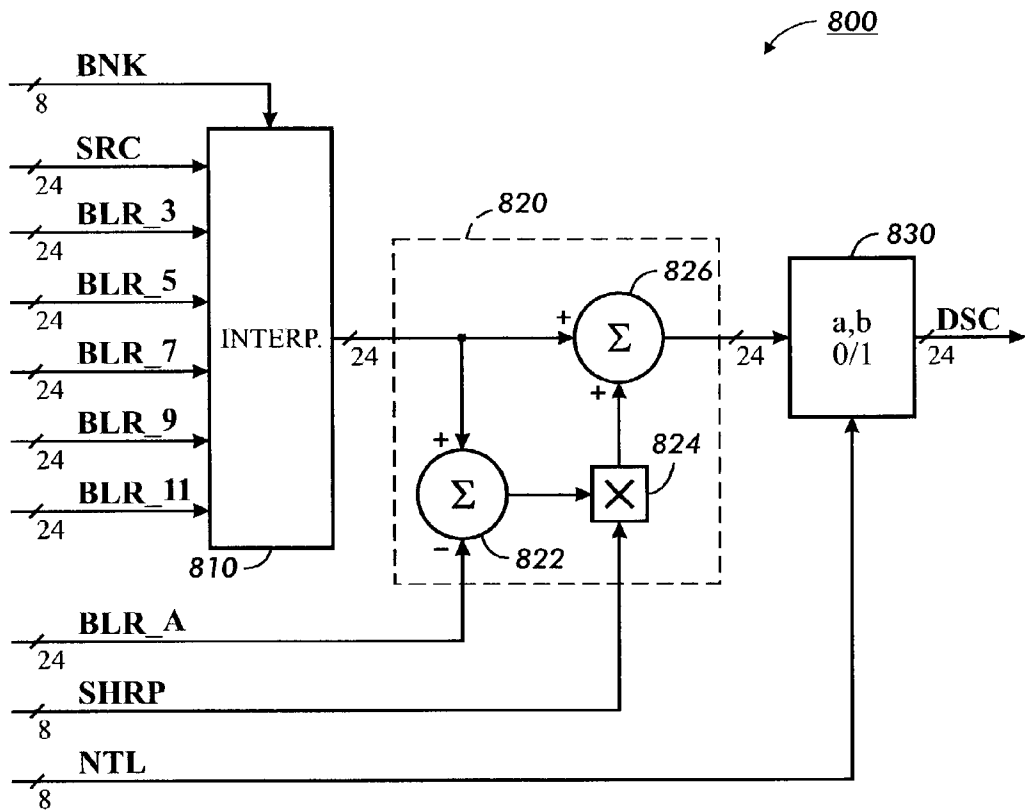 800
BNK
8
SRC
24
BLR_3
24
BLR_5
24
BLR_7
24
BLR_9
24
BLR_11
24
INTERP.
810
24
820
826
+
Σ
+
+
Σ
-
822
824
×
24
830
a,b
0/1
DSC
24
BLR_A
24
SHRP
8
NTL
8